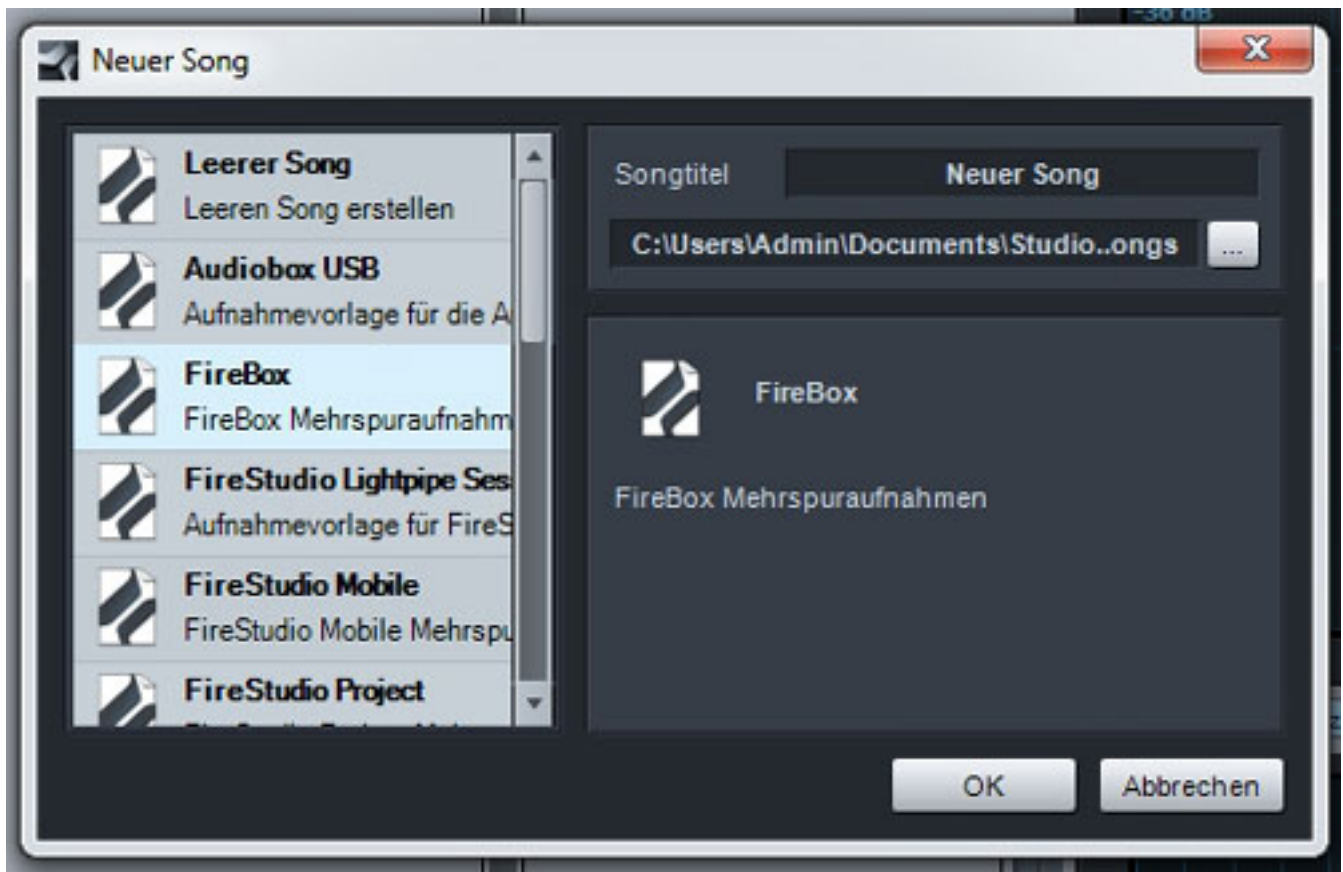 -36 dB
Neuer Song
Leerer Song
Leeren Song erstellen
Audiobox USB
Aufnahmevorlage für die A
FireBox
FireBox Mehrspuraufnahm
FireStudio Lightpipe Ses
Aufnahmevorlage für FireS
FireStudio Mobile
FireStudio Mobile Mehrspu
FireStudio Project
Songtitel
Neuer Song
C:\Users\Admin\Documents\Studio..ongs
...
FireBox
FireBox Mehrspuraufnahmen
OK
Abbrechen